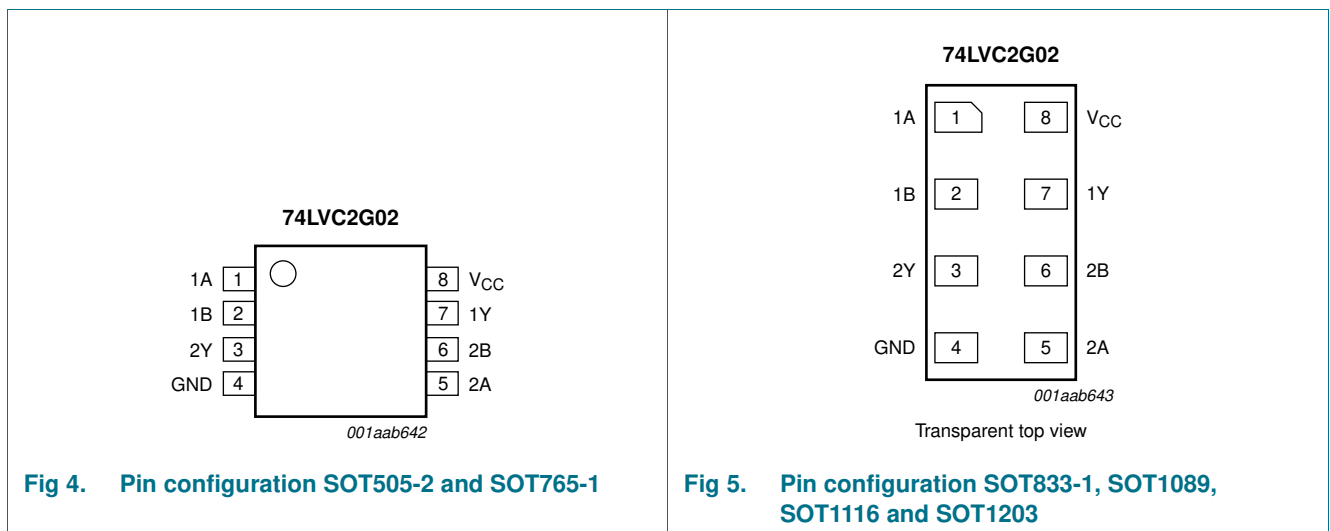 74LVC2G02
1A 1 8 VCC
1B 2 7 1Y
2Y 3 6 2B
GND 4 5 2A
001aab642
Fig 4. Pin configuration SOT505-2 and SOT765-1
74LVC2G02
1A 1 8 VCC
1B 2 7 1Y
2Y 3 6 2B
GND 4 5 2A
001aab643
Transparent top view
Fig 5. Pin configuration SOT833-1, SOT1089,
SOT1116 and SOT1203